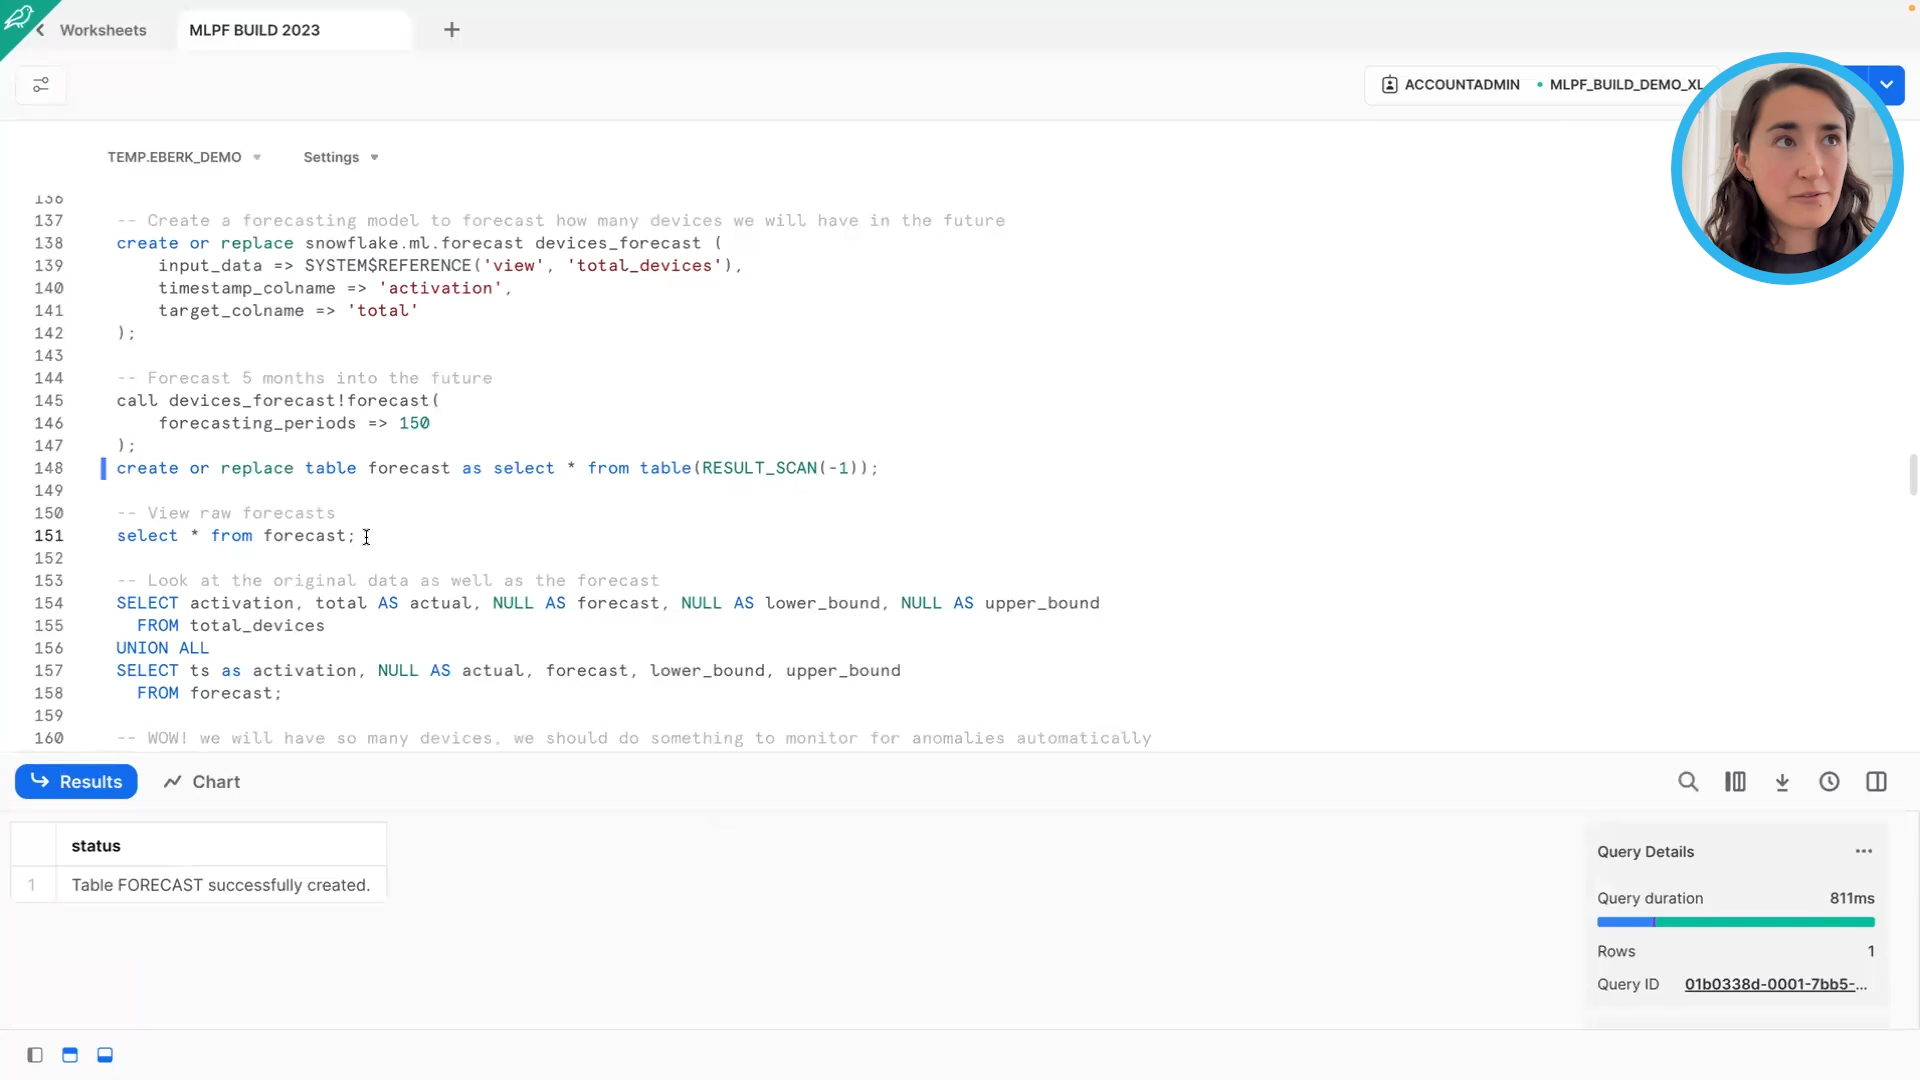 Worksheets
MLPF BUILD 2023
ACCOUNTADMIN
MLPF_BUILD_DEMO_XL
TEMP.EBERK_DEMO
Settings
136
137 -- Create a forecasting model to forecast how many devices we will have in the future
138 create or replace snowflake.ml.forecast devices_forecast (
139 input_data => SYSTEM$REFERENCE('view', 'total_devices'),
140 timestamp_colname => 'activation',
141 target_colname => 'total'
142 );
143
144 -- Forecast 5 months into the future
145 call devices_forecast!forecast(
146 forecasting_periods => 150
147 );
148 create or replace table forecast as select * from table(RESULT_SCAN(-1));
149
150 -- View raw forecasts
151 select * from forecast;
152
153 -- Look at the original data as well as the forecast
154 SELECT activation, total AS actual, NULL AS forecast, NULL AS lower_bound, NULL AS upper_bound
155 FROM total_devices
156 UNION ALL
157 SELECT ts as activation, NULL AS actual, forecast, lower_bound, upper_bound
158 FROM forecast;
159
160 -- WOW! we will have so many devices, we should do something to monitor for anomalies automatically
Results
Chart
status
1 Table FORECAST successfully created.
Query Details
...
Query duration 811ms
Rows 1
Query ID 01b0338d-0001-7bb5-...